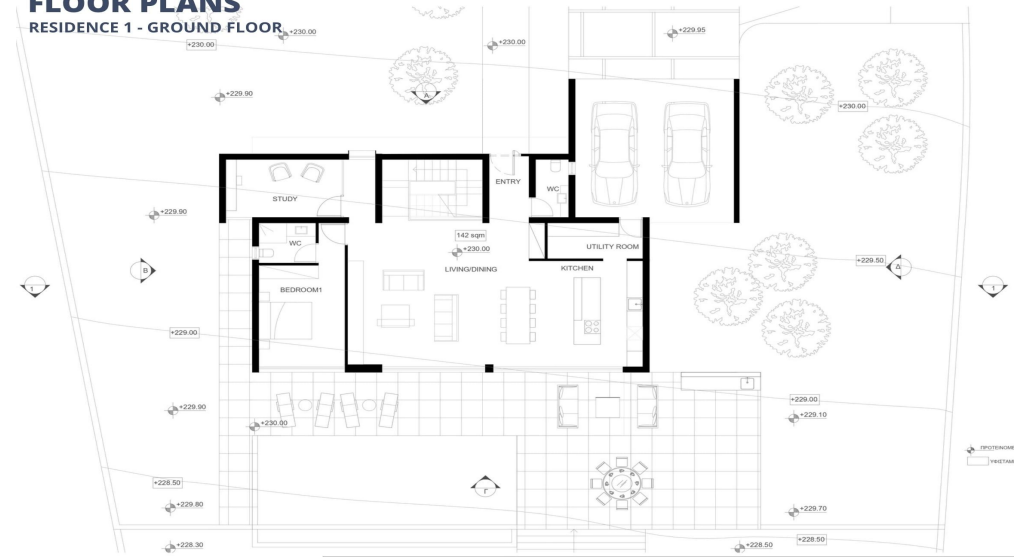 FLOOR PLANS
RESIDENCE 1 - GROUND FLOOR
+230.00
+230.00
+230.00
+229.95
+229.90
A
+230.00
ENTRY
WC
STUDY
+229.90
142 sqm
+230.00
WC
UTILITY ROOM
LIVING/DINING
KITCHEN
+229.50
B
Δ
1
1
BEDROOM1
+229.00
+229.00
+229.90
+229.10
+230.00
ΠΡΟΤΕΙΝΟΜΕ
ΥΦΙΣΤΑΜ
+228.50
Γ
+229.80
+229.70
+228.50
+228.30
+228.50